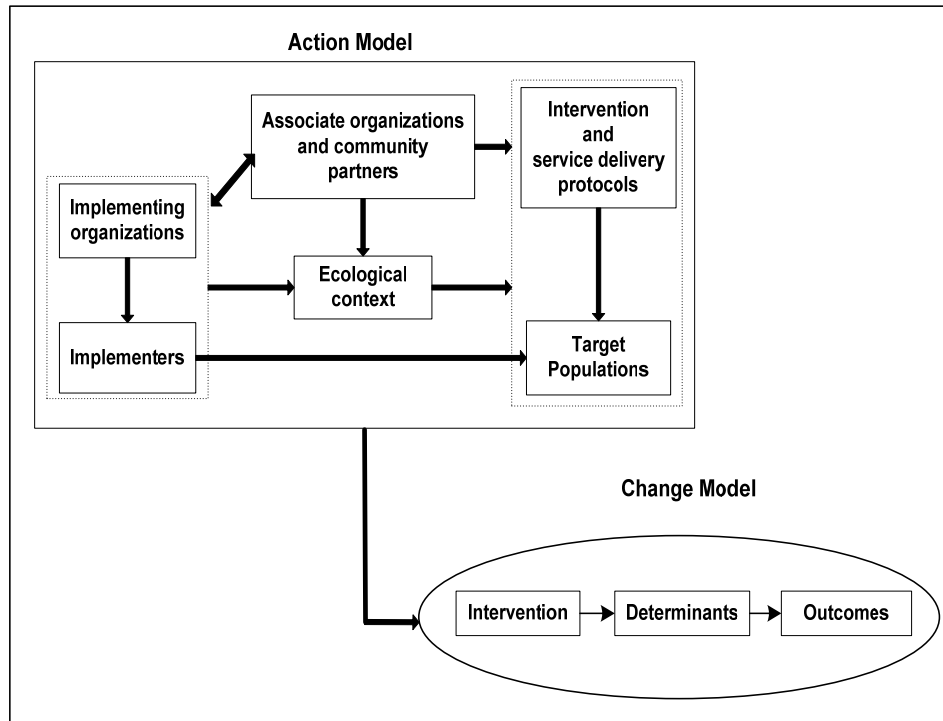 Action Model
Associate organizations
and community
partners
Intervention
and
service delivery
protocols
Implementing
organizations
Ecological
context
Implementers
Target
Populations
Change Model
Intervention
Determinants
Outcomes